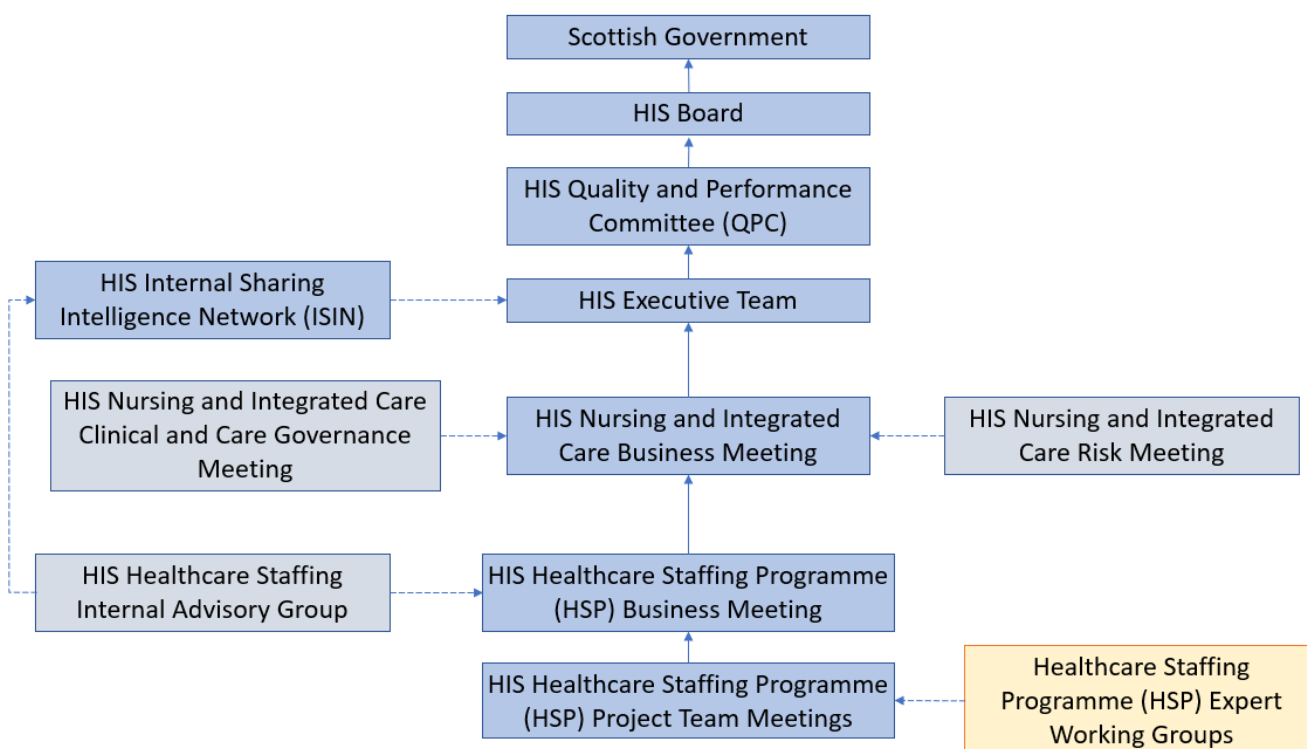 Scottish Government
HIS Board
HIS Quality and Performance
Committee (QPC)
HIS Internal Sharing
Intelligence Network (ISIN)
HIS Executive Team
HIS Nursing and Integrated Care
Clinical and Care Governance
Meeting
HIS Nursing and Integrated
Care Business Meeting
HIS Nursing and Integrated
Care Risk Meeting
HIS Healthcare Staffing
Internal Advisory Group
HIS Healthcare Staffing Programme
(HSP) Business Meeting
HIS Healthcare Staffing Programme
(HSP) Project Team Meetings
Healthcare Staffing
Programme (HSP) Expert
Working Groups